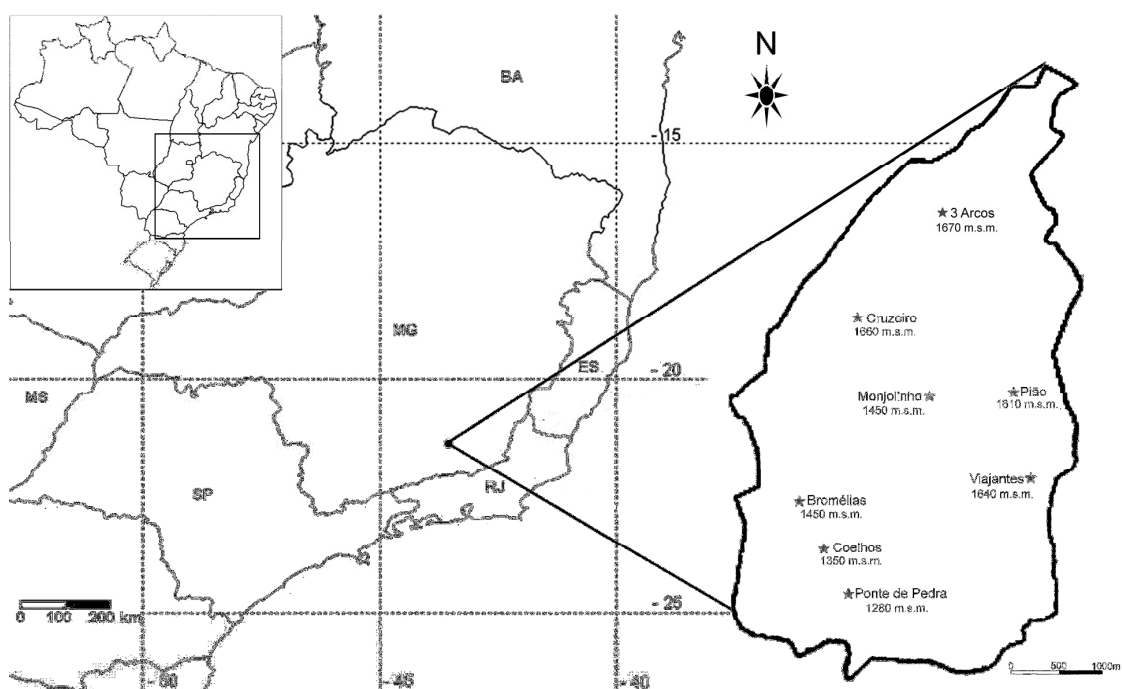 N
BA
- 15
3 Arcos
1670 m.s.m.
Cruzeiro
1660 m.s.m.
MG
ES
- 20
MS
Monjolinho
1450 m.s.m.
Pião
1610 m.s.m.
SP
RJ
Viajantes
1640 m.s.m.
Bromélias
1450 m.s.m.
Coelhos
1350 m.s.m.
Ponte de Pedra
1280 m.s.m.
0 100 200 km
- 25
- 50
- 45
- 40
0 500 1000m